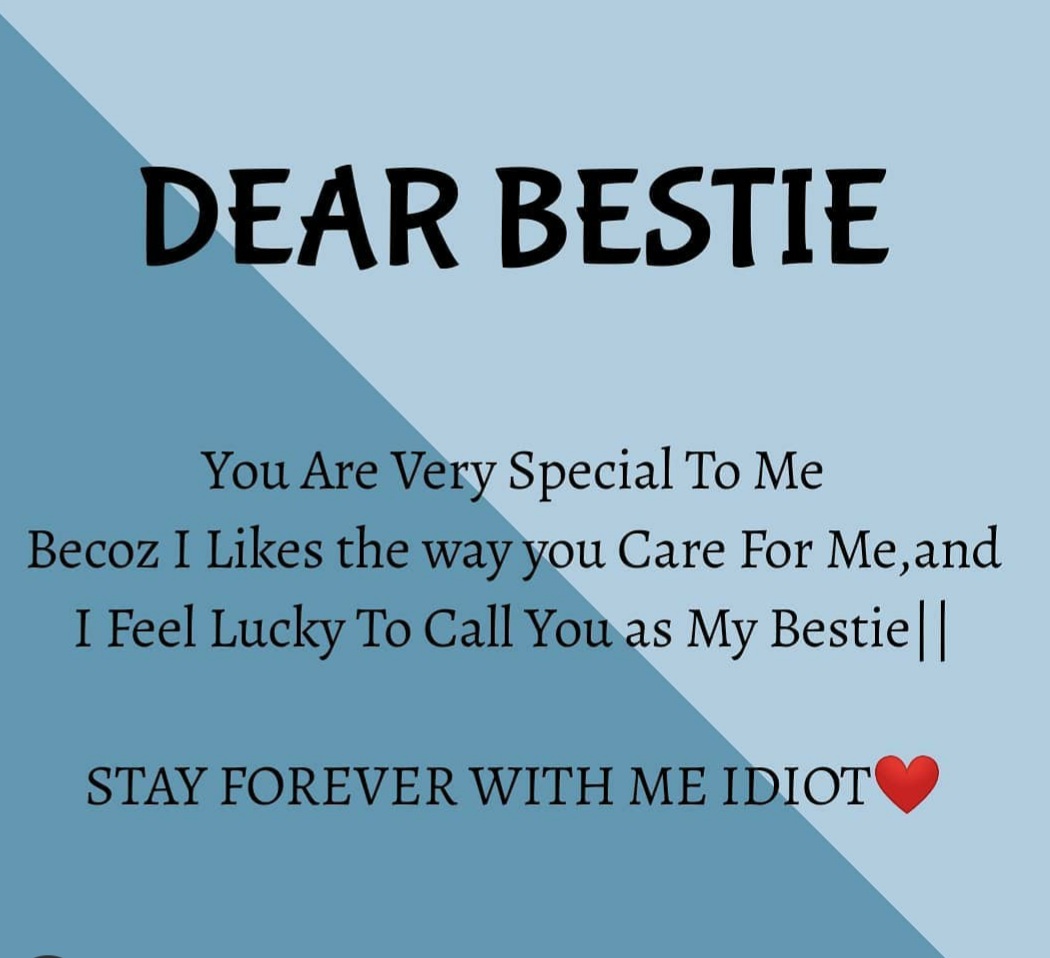 DEAR BESTIE
You Are Very Special To Me
Becoz I Likes the way you Care For Me,and
I Feel Lucky To Call You as My Bestie||
STAY FOREVER WITH ME IDIOT❤️